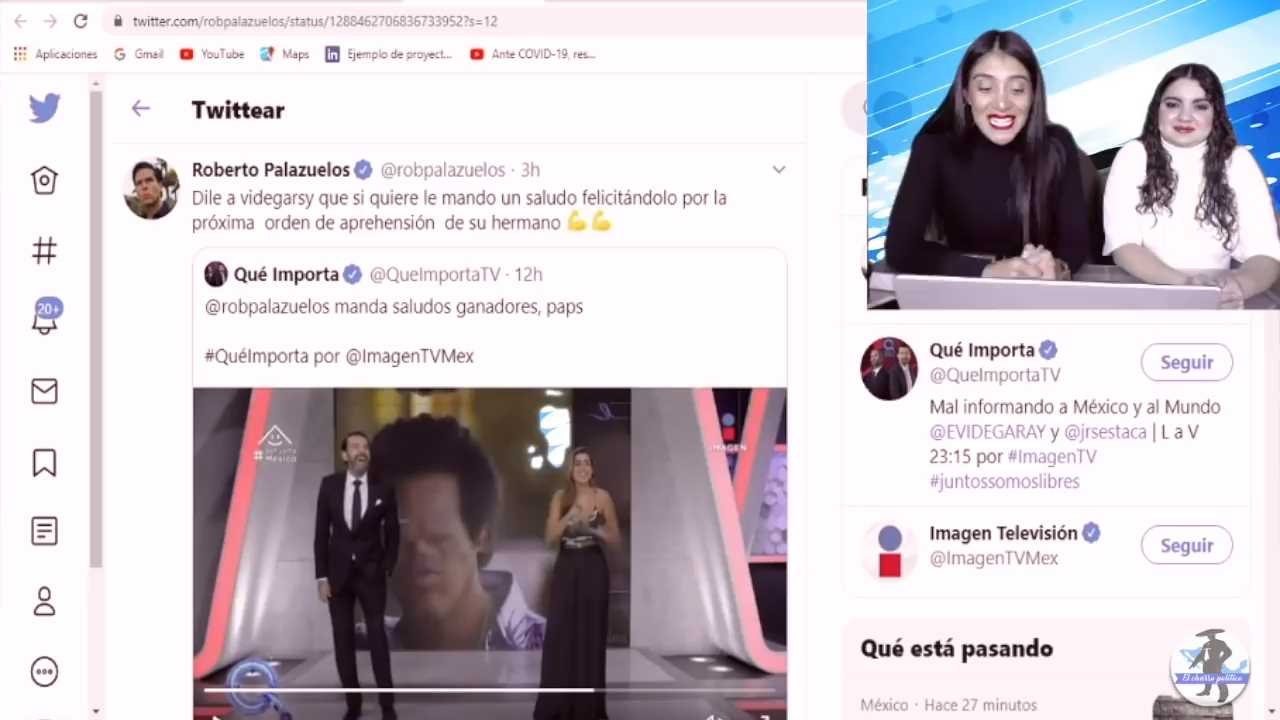 twitter.com/robpalazuelos/status/1288462706836733952?s=12
Aplicaciones Gmail YouTube Maps Ejemplo de proyect... Ante COVID-19, res...
Twittear
Roberto Palazuelos @robpalazuelos · 3h
Dile a videgarsy que si quiere le mando un saludo felicitándolo por la
próxima orden de aprehensión de su hermano 💪💪
20+
Qué Importa @QueImportaTV · 12h
@robpalazuelos manda saludos ganadores, paps
#QuéImporta por @ImagenTVMex
México
IMAGEN
Qué Importa
Seguir
@QueImportaTV
Mal informando a México y al Mundo
@EVIDEGARAY y @jrsestaca | L a V
23:15 por #ImagenTV
#juntossomoslibres
Imagen Televisión
Seguir
@ImagenTVMex
Qué está pasando
México · Hace 27 minutos
El charro político